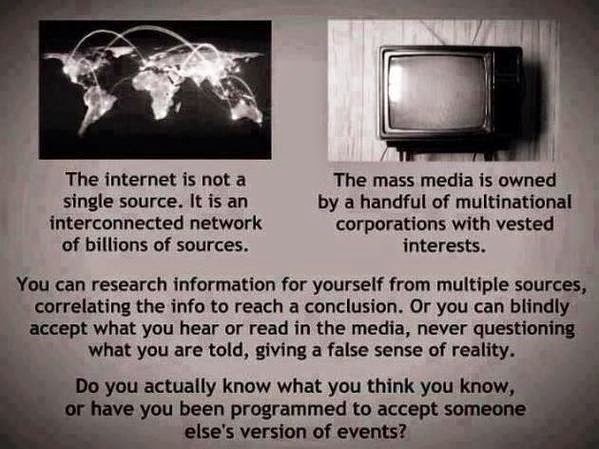 The internet is not a
single source. It is an
interconnected network
of billions of sources.
The mass media is owned
by a handful of multinational
corporations with vested
interests.
You can research information for yourself from multiple sources,
correlating the info to reach a conclusion. Or you can blindly
accept what you hear or read in the media, never questioning
what you are told, giving a false sense of reality.
Do you actually know what you think you know,
or have you been programmed to accept someone
else's version of events?